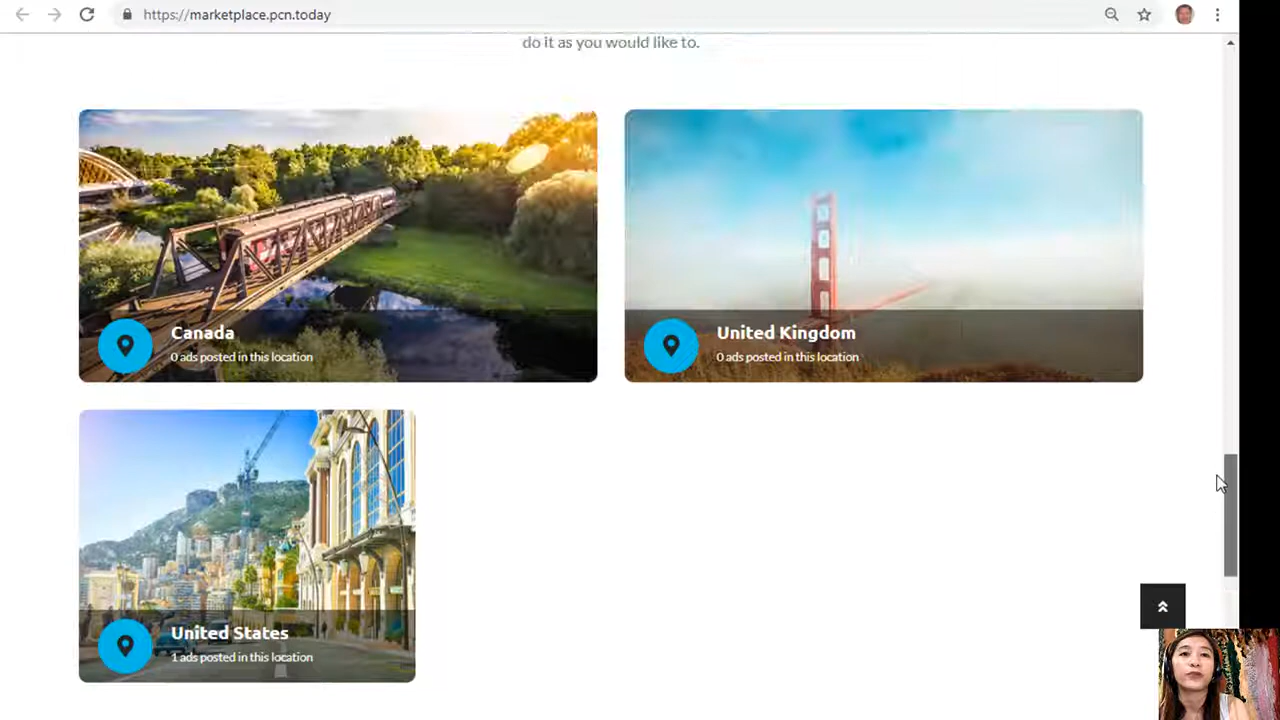 https://marketplace.pcn.today
do it as you would like to.
Canada
0 ads posted in this location
United Kingdom
0 ads posted in this location
United States
1 ads posted in this location